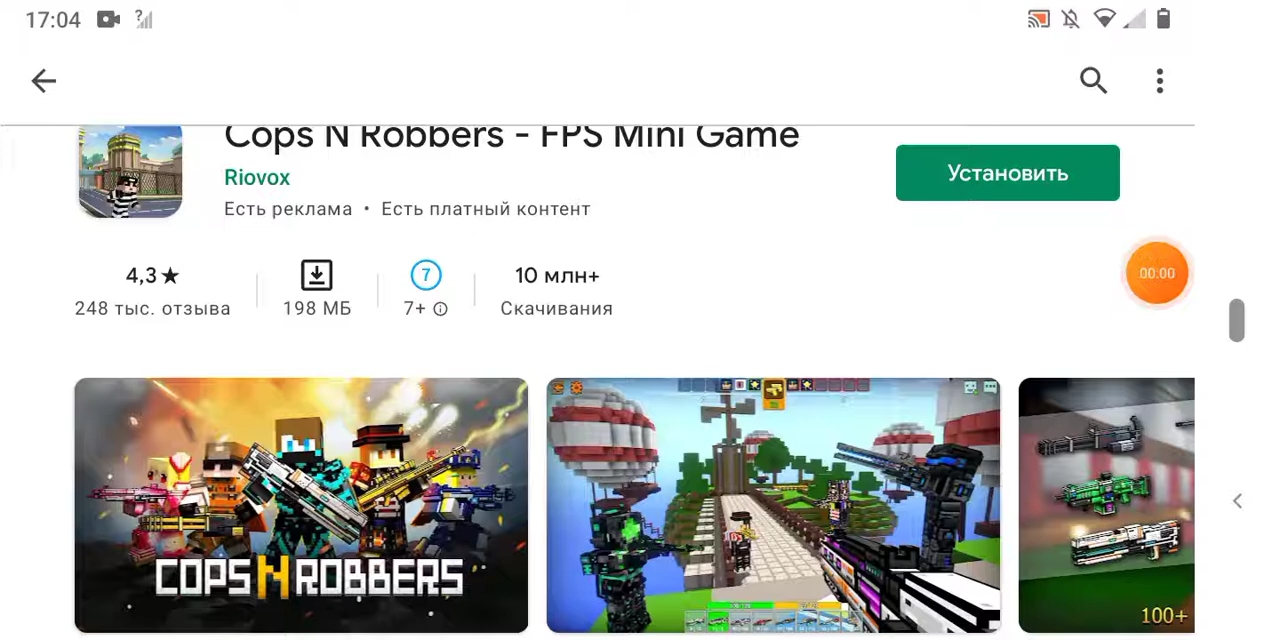 17:04
Cops N Robbers - FPS Mini Game
Riovox
Установить
Есть реклама • Есть платный контент
4,3★
7
10 млн+
00:00
248 тыс. отзыва
198 МБ
7+
Скачивания
COPS N ROBBERS
100+